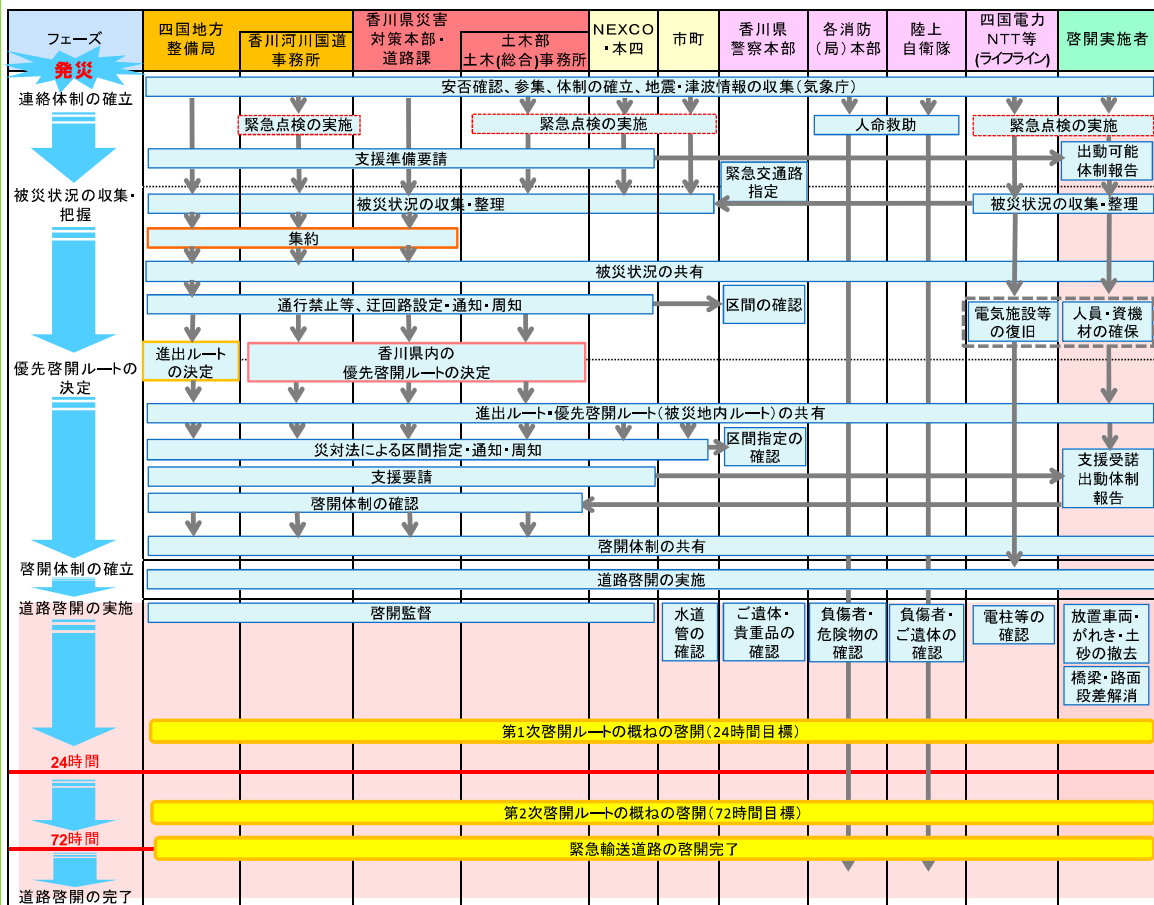 フェーズ
四国地方
整備局
香川河川国道
事務所
香川県災害
対策本部・
道路課
土木部
土木(総合)事務所
NEXCO
・本四
市町
香川県
警察本部
各消防
(局)本部
陸上
自衛隊
四国電力
NTT等
(ライフライン)
啓開実施者
発災
連絡体制の確立
安否確認、参集、体制の確立、地震・津波情報の収集(気象庁)
緊急点検の実施
緊急点検の実施
人命救助
緊急点検の実施
支援準備要請
出動可能
体制報告
緊急交通路
指定
被災状況の収集・
把握
被災状況の収集・整理
被災状況の収集・整理
集約
被災状況の共有
通行禁止等、迂回路設定・通知・周知
区間の確認
電気施設等
の復旧
人員・資機
材の確保
進出ルート
の決定
香川県内の
優先啓開ルートの決定
優先啓開ルートの
決定
進出ルート・優先啓開ルート(被災地内ルート)の共有
災対法による区間指定・通知・周知
区間指定の
確認
支援要請
支援受諾
出動体制
報告
啓開体制の確認
啓開体制の共有
啓開体制の確立
道路啓開の実施
道路啓開の実施
啓開監督
水道
管の
確認
ご遺体・
貴重品の
確認
負傷者・
危険物の
確認
負傷者・
ご遺体の
確認
電柱等の
確認
放置車両・
がれき・土
砂の撤去
橋梁・路面
段差解消
第1次啓開ルートの概ねの啓開(24時間目標)
24時間
第2次啓開ルートの概ねの啓開(72時間目標)
72時間
緊急輸送道路の啓開完了
道路啓開の完了